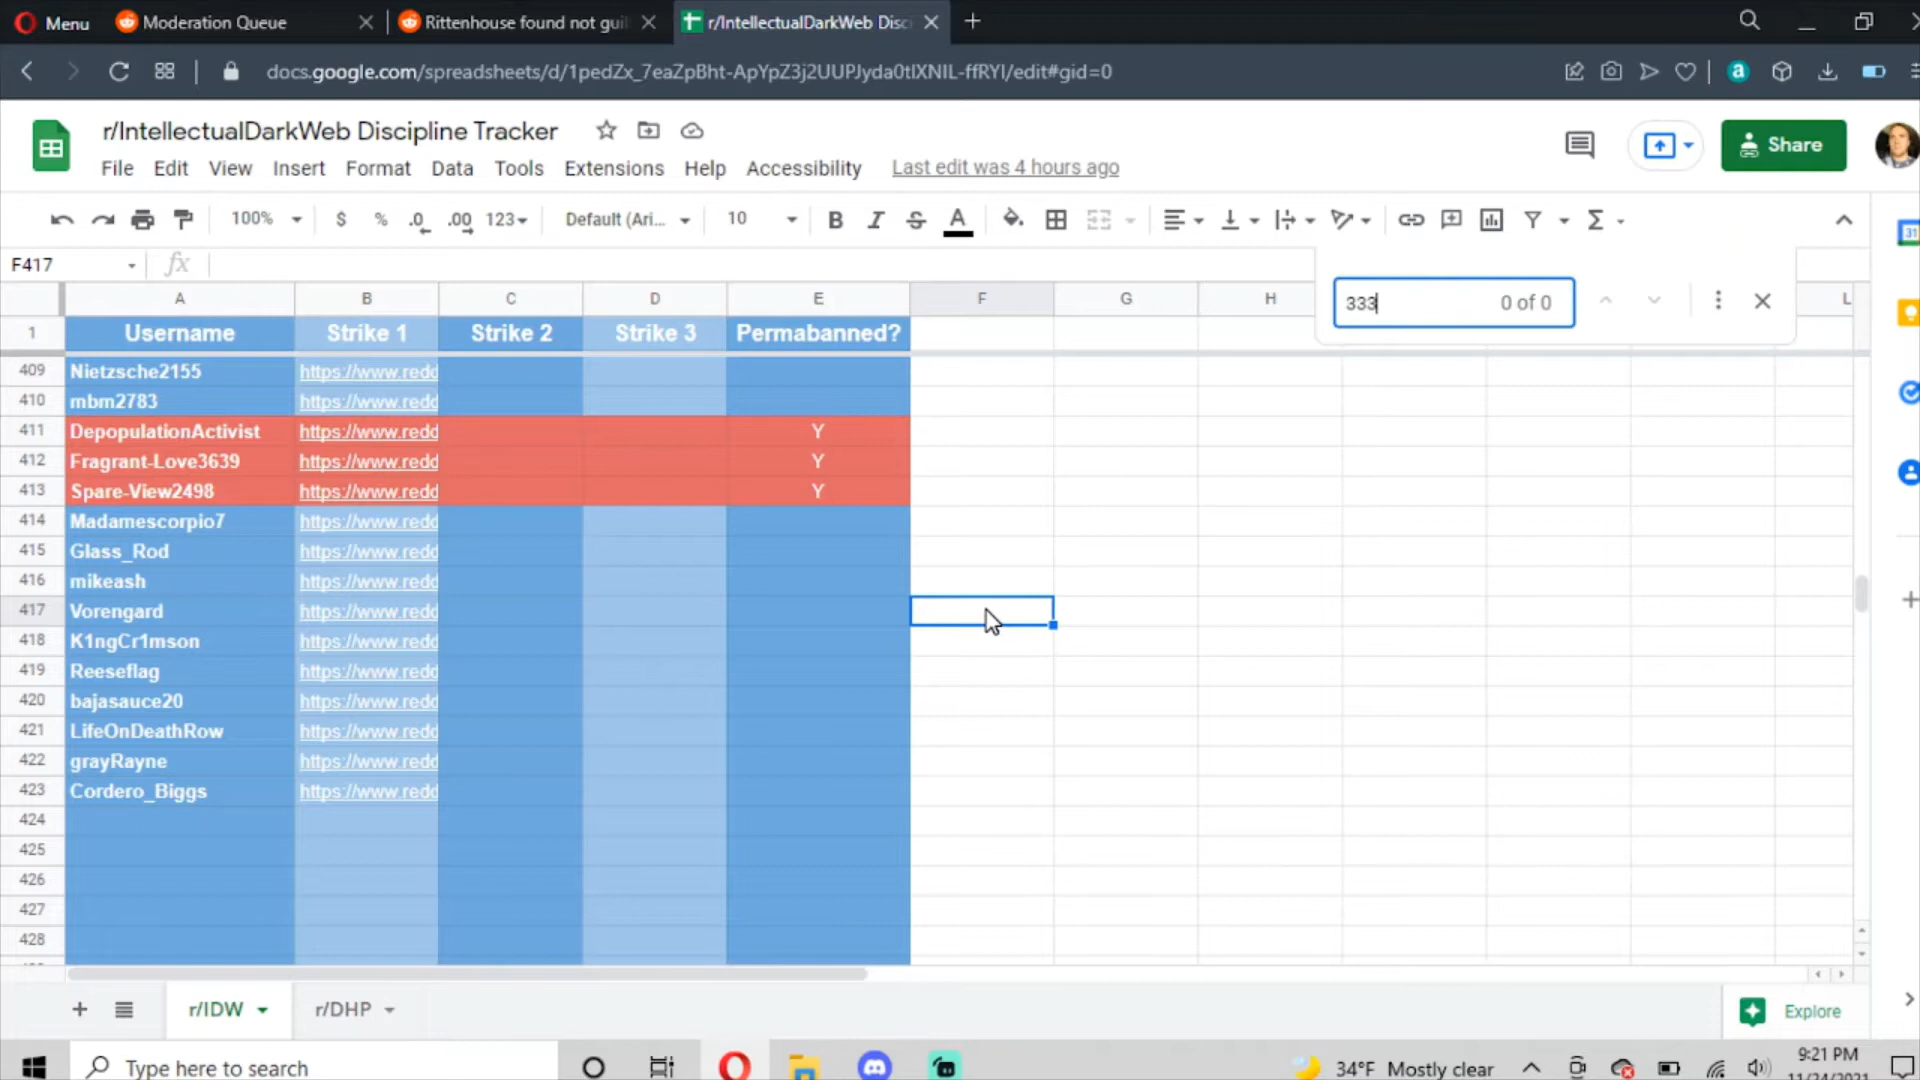 Menu Moderation Queue Rittenhouse found not gui r/IntellectualDarkWeb Disc
docs.google.com/spreadsheets/d/1pedZx_7eaZpBht-ApYpZ3j2UUPJyda0tIXNIL-ffRYI/edit#gid=0
r/IntellectualDarkWeb Discipline Tracker
Share
File Edit View Insert Format Data Tools Extensions Help Accessibility Last edit was 4 hours ago
100% $ % .0 .00 123 Default (Ari... 10 B I S A
F417 fx
333 0 of 0
A B C D E F G H L
1 Username Strike 1 Strike 2 Strike 3 Permabanned?
409 Nietzsche2155 https://www.redd
410 mbm2783 https://www.redd
411 DepopulationActivist https://www.redd Y
412 Fragrant-Love3639 https://www.redd Y
413 Spare-View2498 https://www.redd Y
414 Madamescorpio7 https://www.redd
415 Glass_Rod https://www.redd
416 mikeash https://www.redd
417 Vorengard https://www.redd
418 K1ngCr1mson https://www.redd
419 Reeseflag https://www.redd
420 bajasauce20 https://www.redd
421 LifeOnDeathRow https://www.redd
422 grayRayne https://www.redd
423 Cordero_Biggs https://www.redd
424
425
426
427
428
r/IDW r/DHP Explore
Type here to search 34°F Mostly clear 9:21 PM
11/24/2021